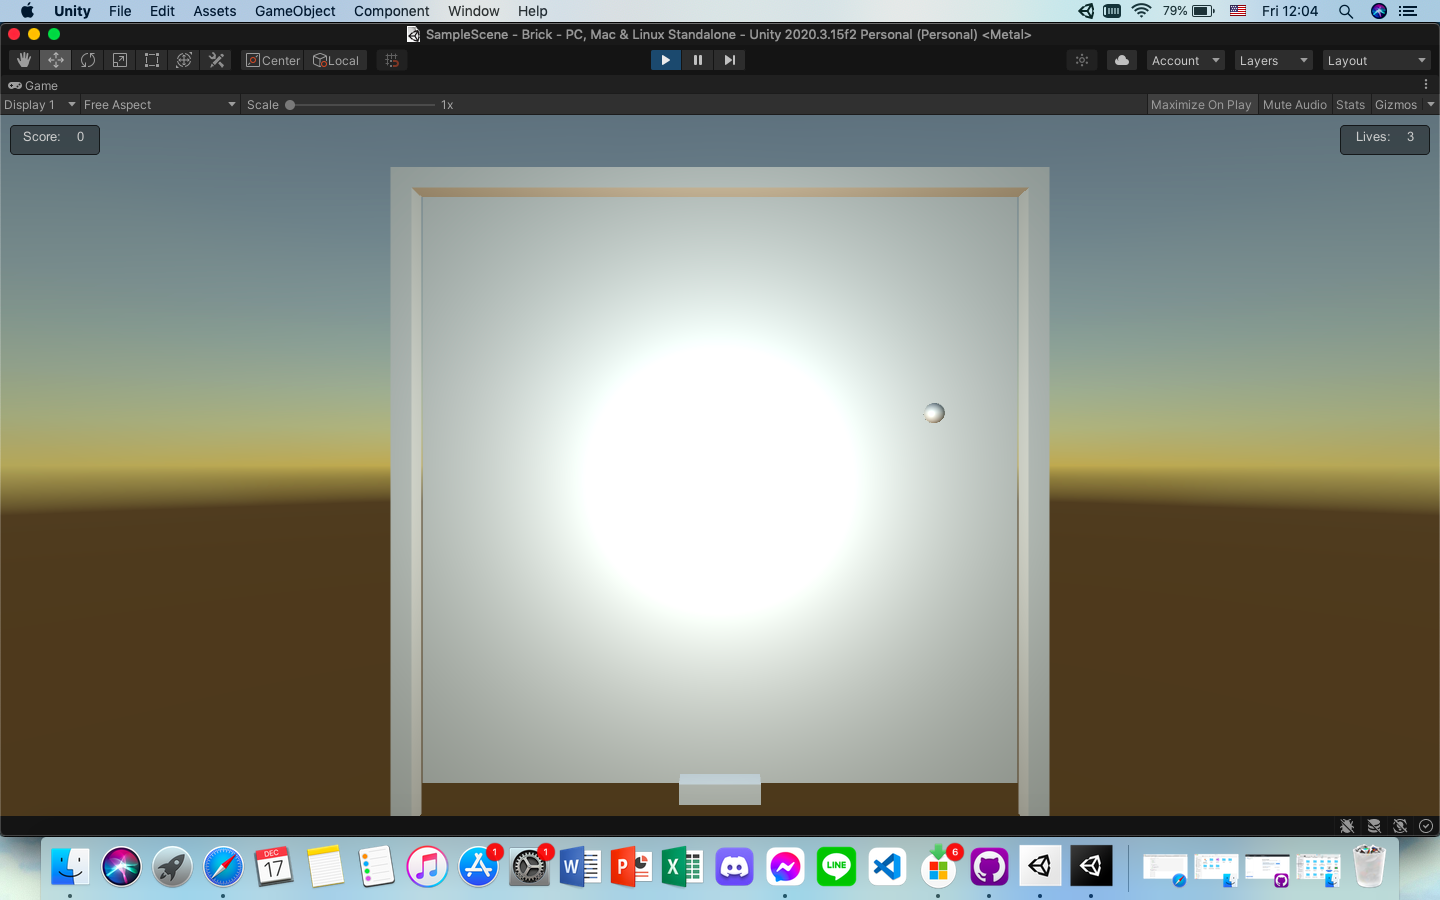 Unity File Edit Assets GameObject Component Window Help 79% Fri 12:04
SampleScene - Brick - PC, Mac & Linux Standalone - Unity 2020.3.15f2 Personal (Personal) <Metal>
Center Local Account Layers Layout
Game
Display 1 Free Aspect Scale 1x Maximize On Play Mute Audio Stats Gizmos
Score: 0 Lives: 3
DEC 1 1 6
17 W P X LINE